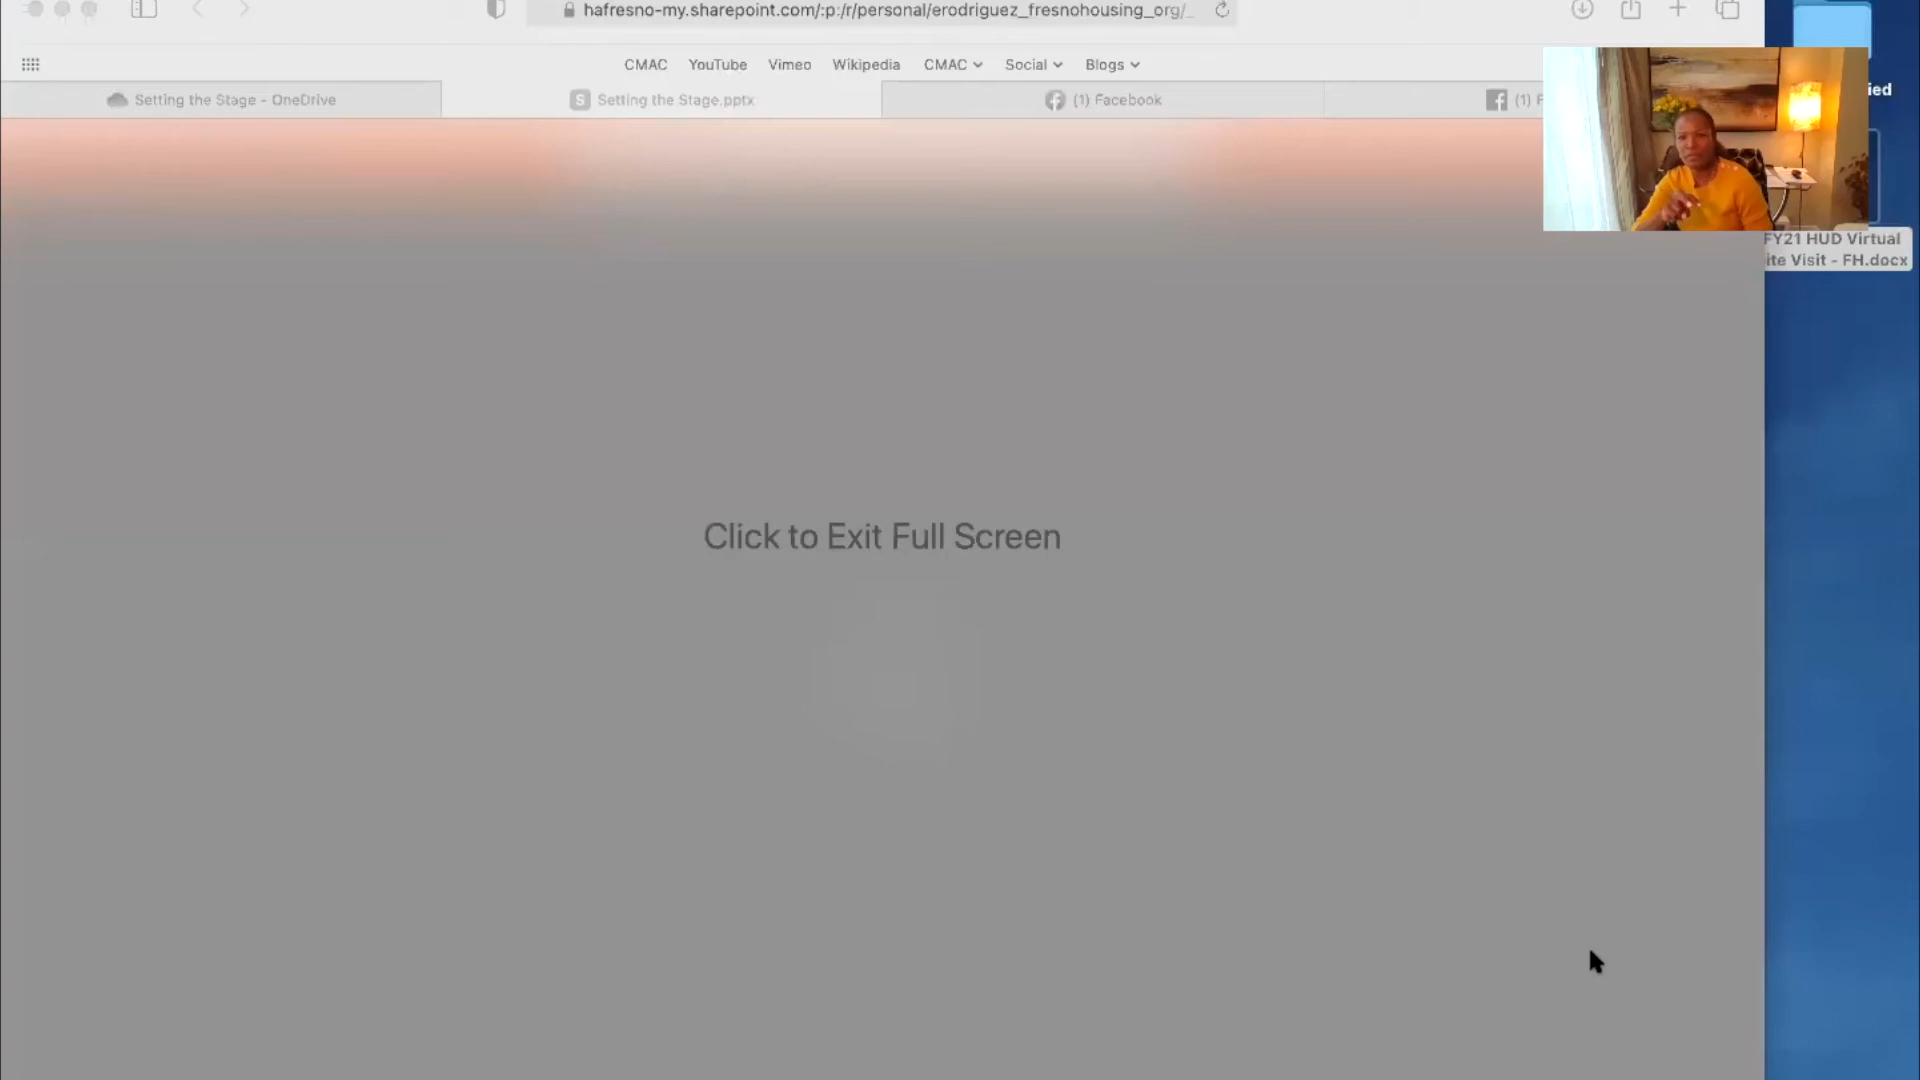 hafresno-my.sharepoint.com/:p:/r/personal/erodriguez_fresnohousing_org/_
CMAC YouTube Vimeo Wikipedia CMAC Social Blogs
Setting the Stage - OneDrive
S Setting the Stage.pptx
(1) Facebook
(1) F
ied
FY21 HUD Virtual
ite Visit - FH.docx
Click to Exit Full Screen